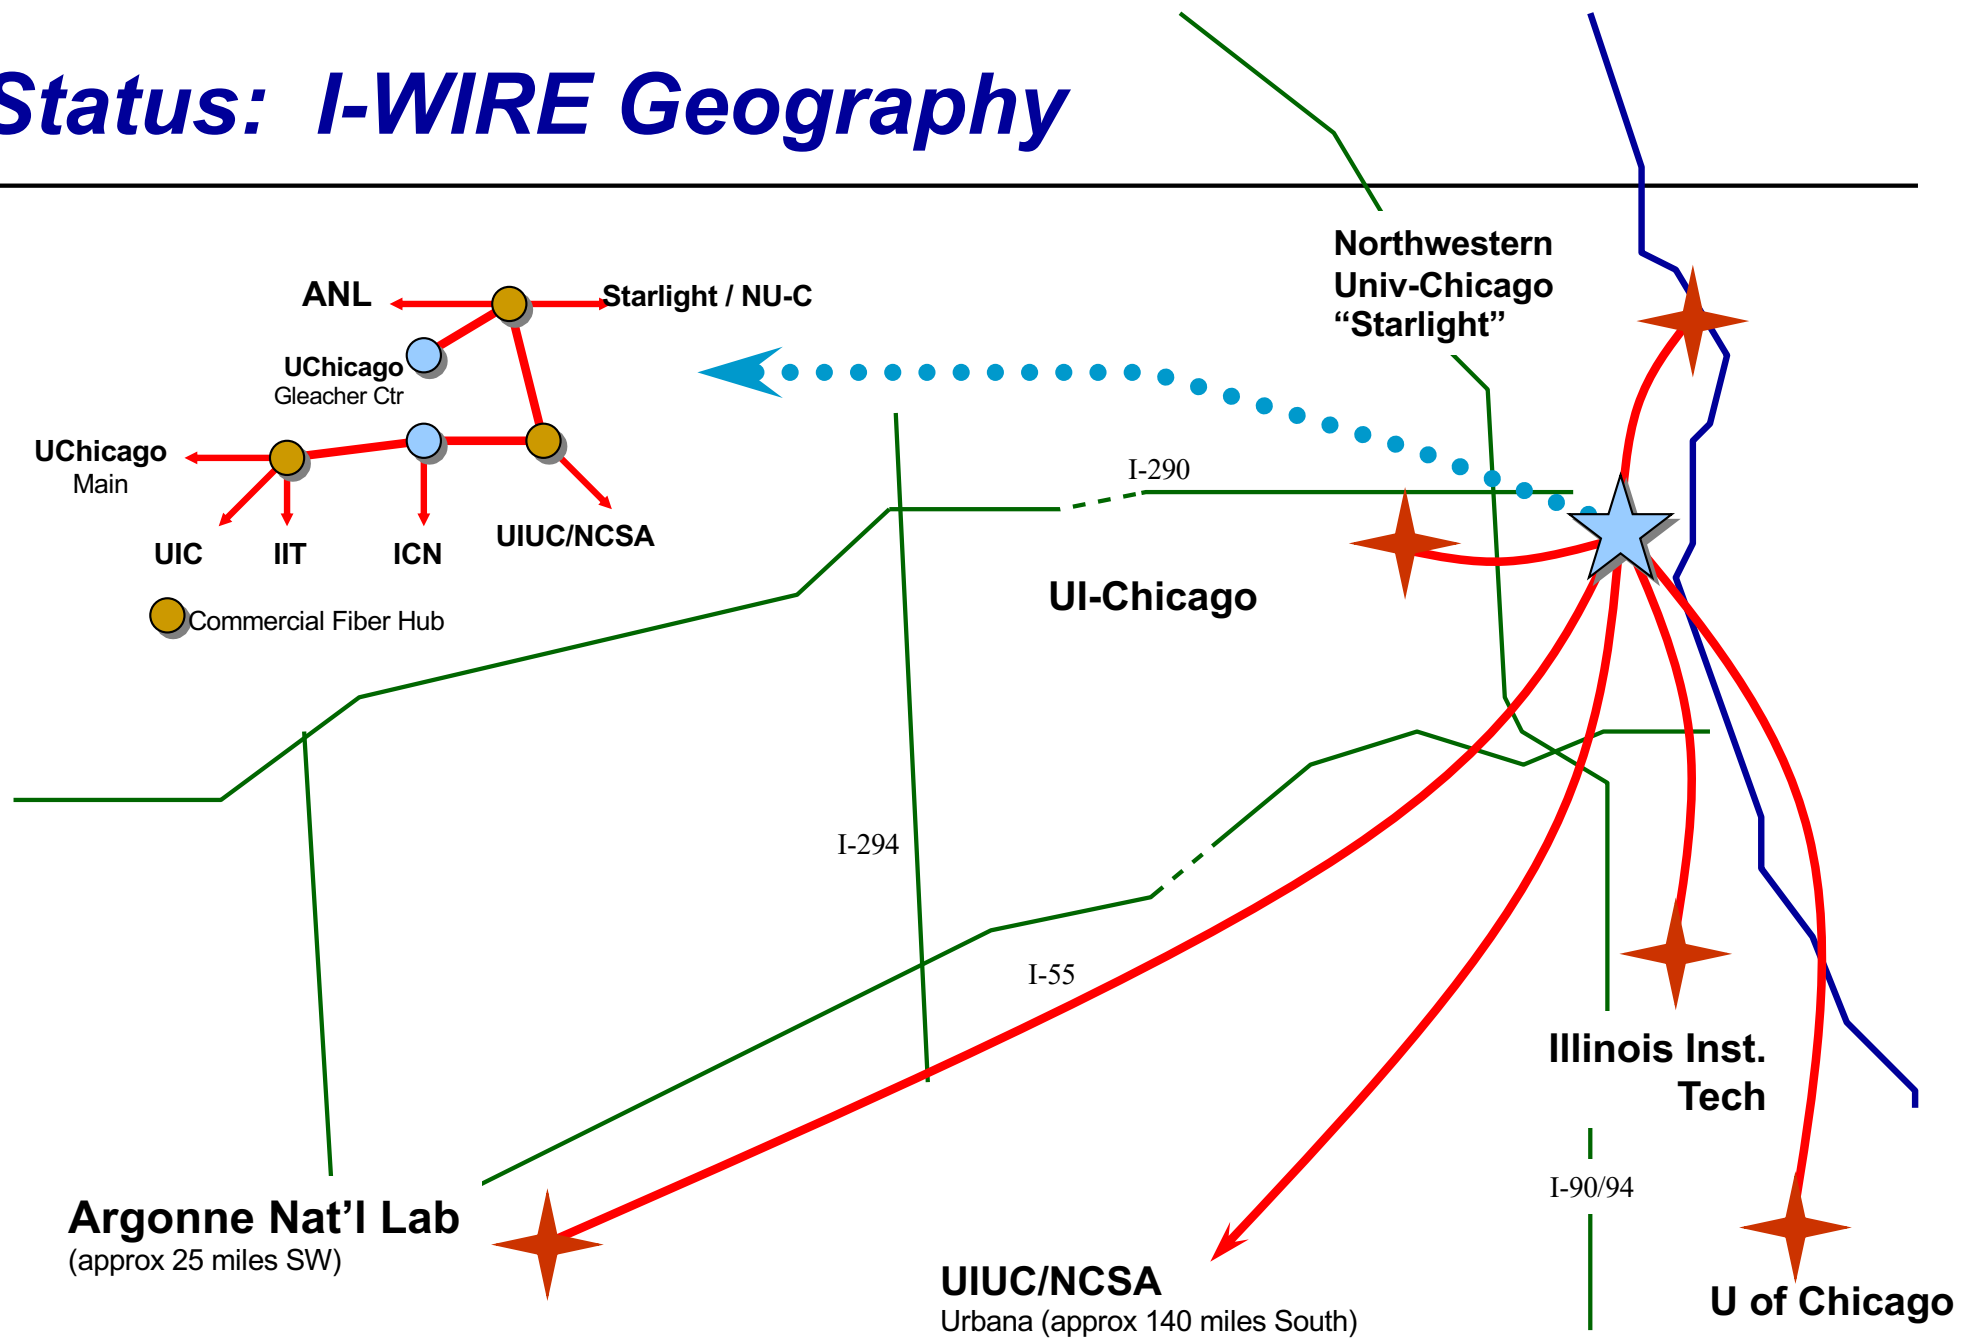 Status: I-WIRE Geography
Northwestern
Univ-Chicago
“Starlight”
ANL
Starlight / NU-C
UChicago
Gleacher Ctr
UChicago
Main
UIC
IIT
ICN
UIUC/NCSA
Commercial Fiber Hub
I-290
UI-Chicago
I-294
I-55
Illinois Inst.
Tech
I-90/94
Argonne Nat’l Lab
(approx 25 miles SW)
UIUC/NCSA
Urbana (approx 140 miles South)
U of Chicago